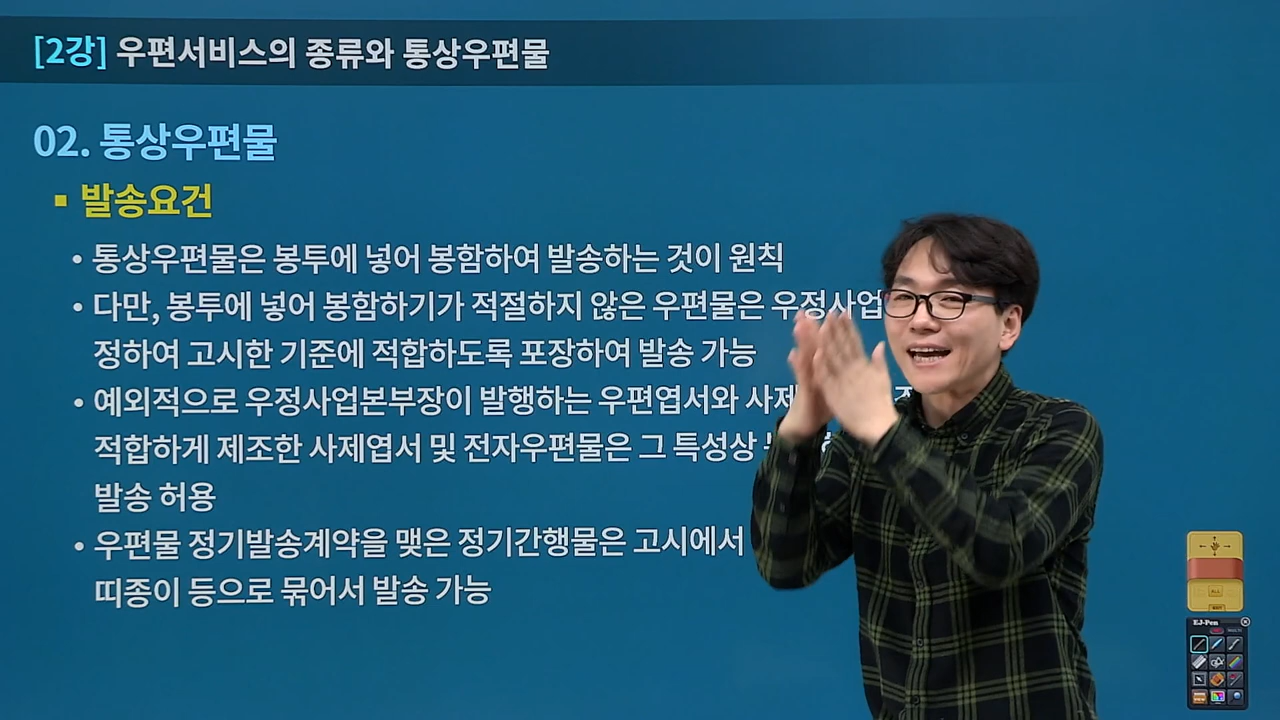 [2강] 우편서비스의 종류와 통상우편물
02. 통상우편물
▪ 발송요건
• 통상우편물은 봉투에 넣어 봉함하여 발송하는 것이 원칙
• 다만, 봉투에 넣어 봉함하기가 적절하지 않은 우편물은 우정사업
정하여 고시한 기준에 적합하도록 포장하여 발송 가능
• 예외적으로 우정사업본부장이 발행하는 우편엽서와 사제
적합하게 제조한 사제엽서 및 전자우편물은 그 특성상
발송 허용
• 우편물 정기발송계약을 맺은 정기간행물은 고시에서
띠종이 등으로 묶어서 발송 가능
ALL
EJ-Pen